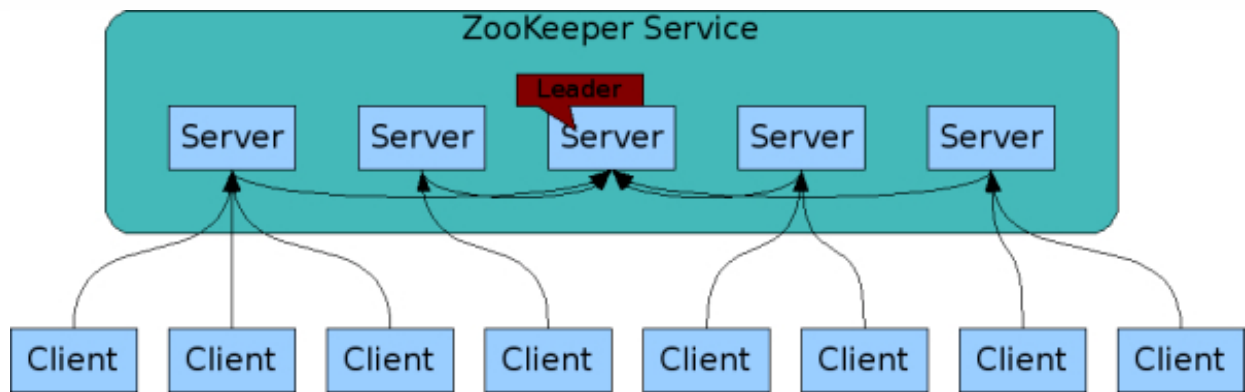 ZooKeeper Service
Leader
Server
Server
Server
Server
Server
Client
Client
Client
Client
Client
Client
Client
Client